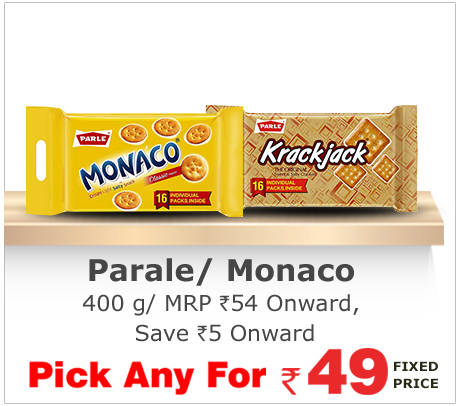 PARLE
MONACO
Classic
16 INDIVIDUAL
PACKS INSIDE
PARLE
Krackjack
THE ORIGINAL
16 INDIVIDUAL
PACKS INSIDE
Parale/ Monaco
400 g/ MRP ₹54 Onward,
Save ₹5 Onward
Pick Any For ₹49 FIXED
PRICE